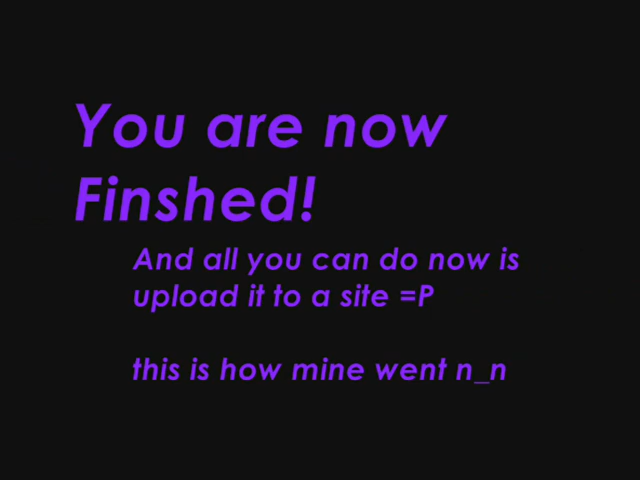 You are now
Finshed!
And all you can do now is
upload it to a site =P
this is how mine went n_n